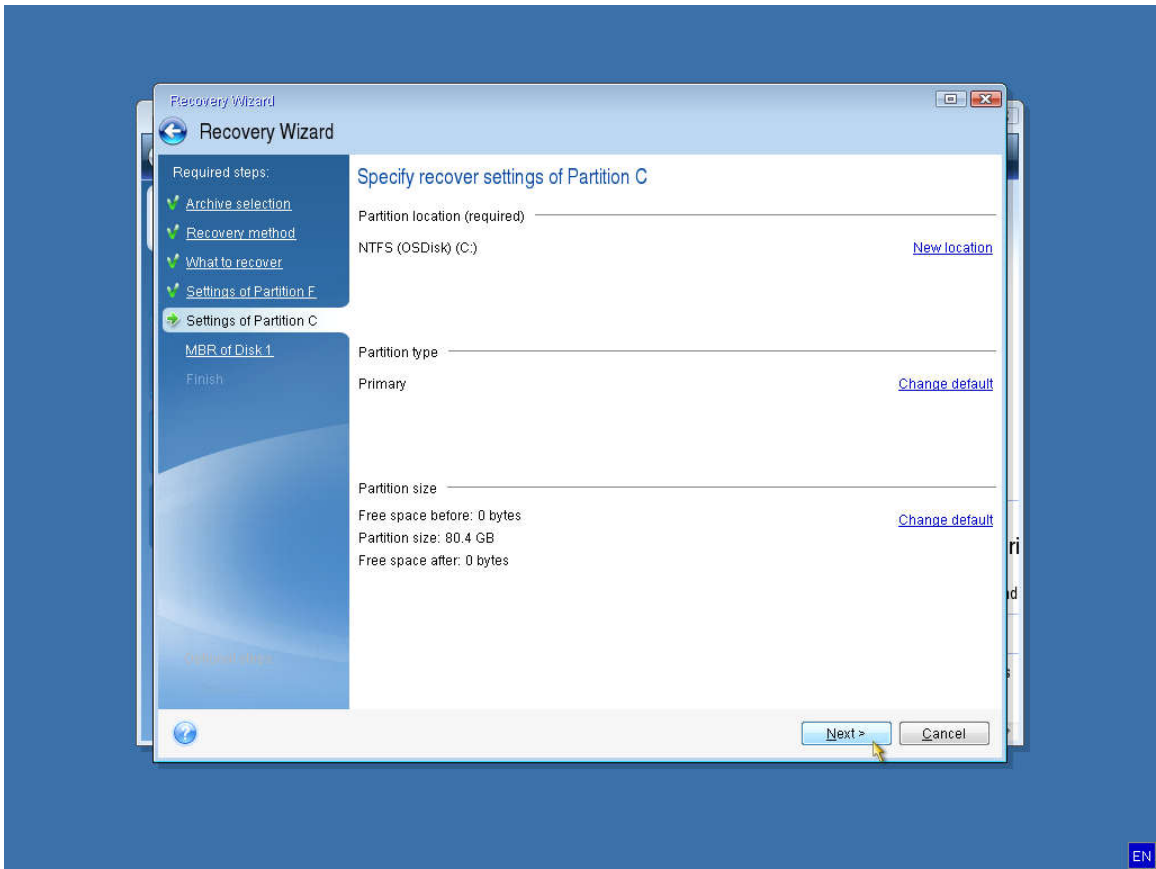 Recovery Wizard
Recovery Wizard
Required steps:
Archive selection
Recovery method
What to recover
Settings of Partition F
Settings of Partition C
MBR of Disk 1
Finish
Specify recover settings of Partition C
Partition location (required)
NTFS (OSDisk) (C:)
New location
Partition type
Primary
Change default
Partition size
Free space before: 0 bytes
Change default
Partition size: 80.4 GB
Free space after: 0 bytes
ri
nd
s
Next >
Cancel
EN